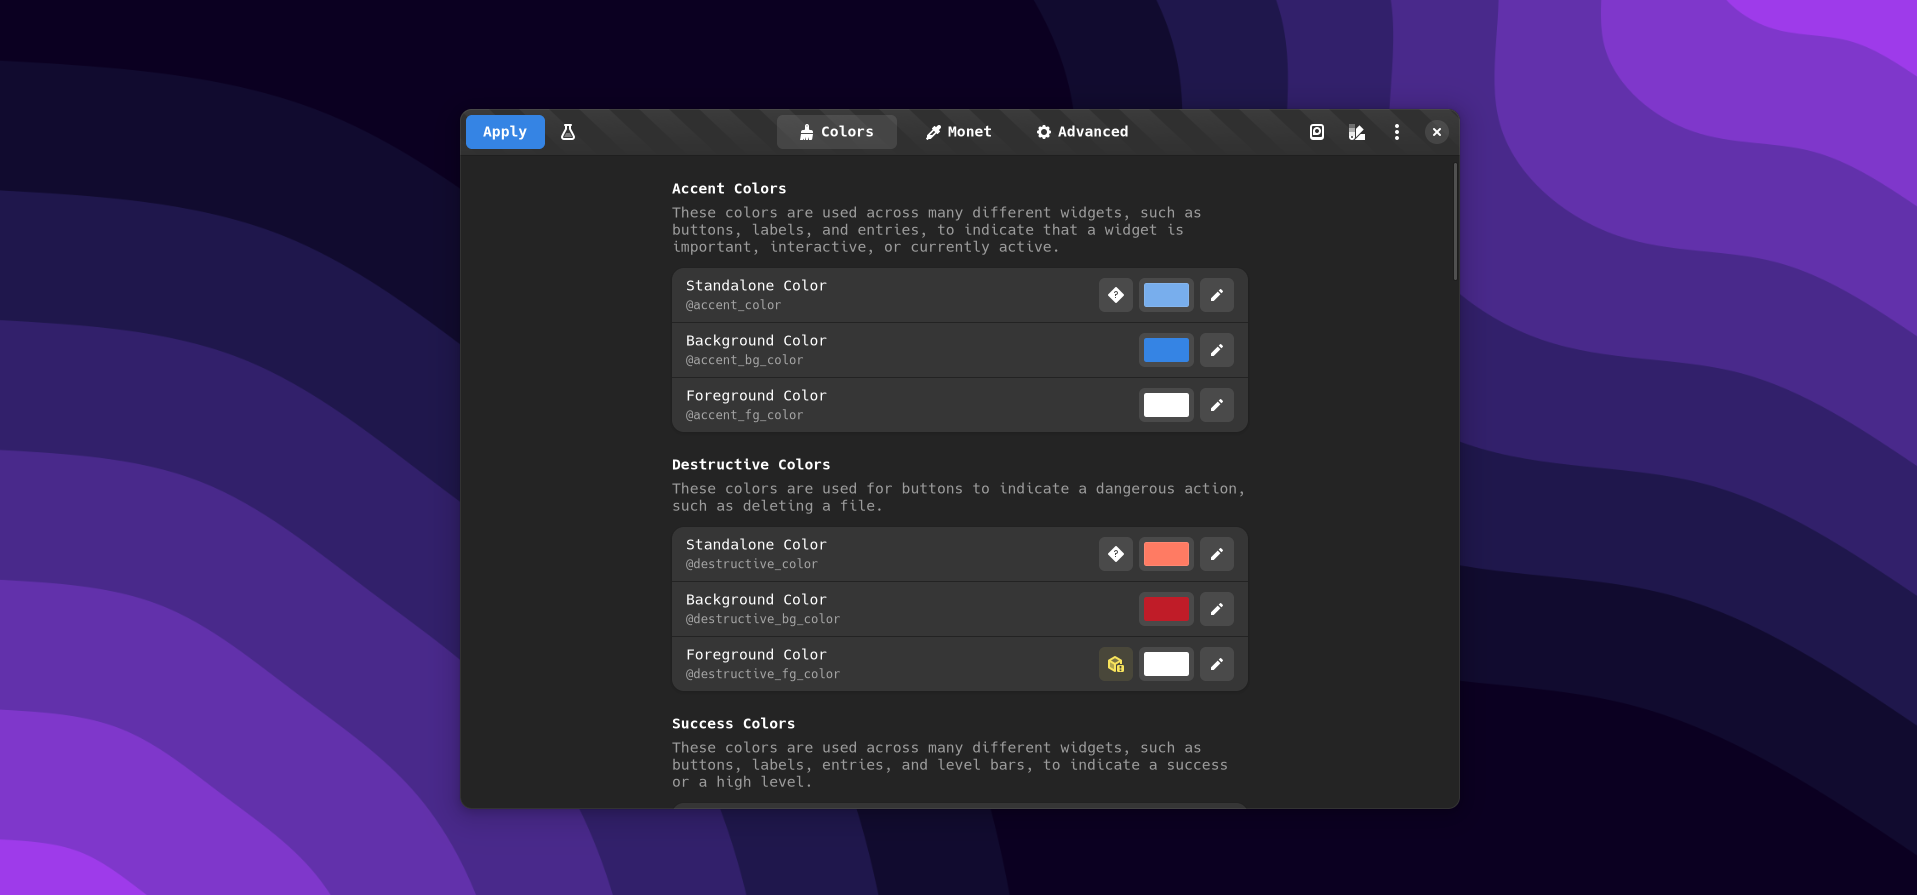 Apply
Colors
Monet
Advanced
Accent Colors
These colors are used across many different widgets, such as
buttons, labels, and entries, to indicate that a widget is
important, interactive, or currently active.
Standalone Color
@accent_color
Background Color
@accent_bg_color
Foreground Color
@accent_fg_color
Destructive Colors
These colors are used for buttons to indicate a dangerous action,
such as deleting a file.
Standalone Color
@destructive_color
Background Color
@destructive_bg_color
Foreground Color
@destructive_fg_color
Success Colors
These colors are used across many different widgets, such as
buttons, labels, entries, and level bars, to indicate a success
or a high level.